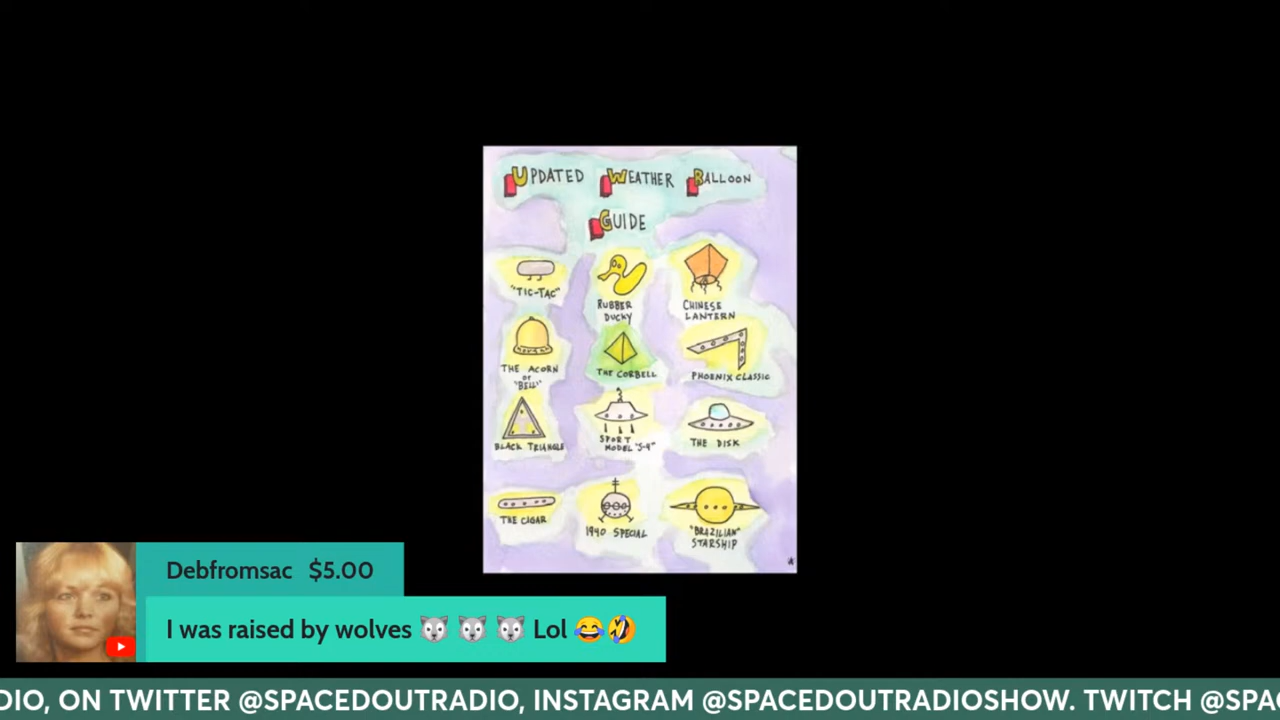 UPDATED WEATHER BALLOON
GUIDE
"TIC-TAC"
RUBBER
DUCKY
CHINESE
LANTERN
THE ACORN
or
"BELL"
THE CORBELL
PHOENIX CLASSIC
BLACK TRIANGLE
SPORT
MODEL "S-4"
THE DISK
THE CIGAR
1940 SPECIAL
"BRAZILIAN"
STARSHIP
Debfromsac $5.00
I was raised by wolves 🐺 🐺 🐺 Lol 😂🤣
DIO, ON TWITTER @SPACEDOUTRADIO, INSTAGRAM @SPACEDOUTRADIOSHOW. TWITCH @SPA